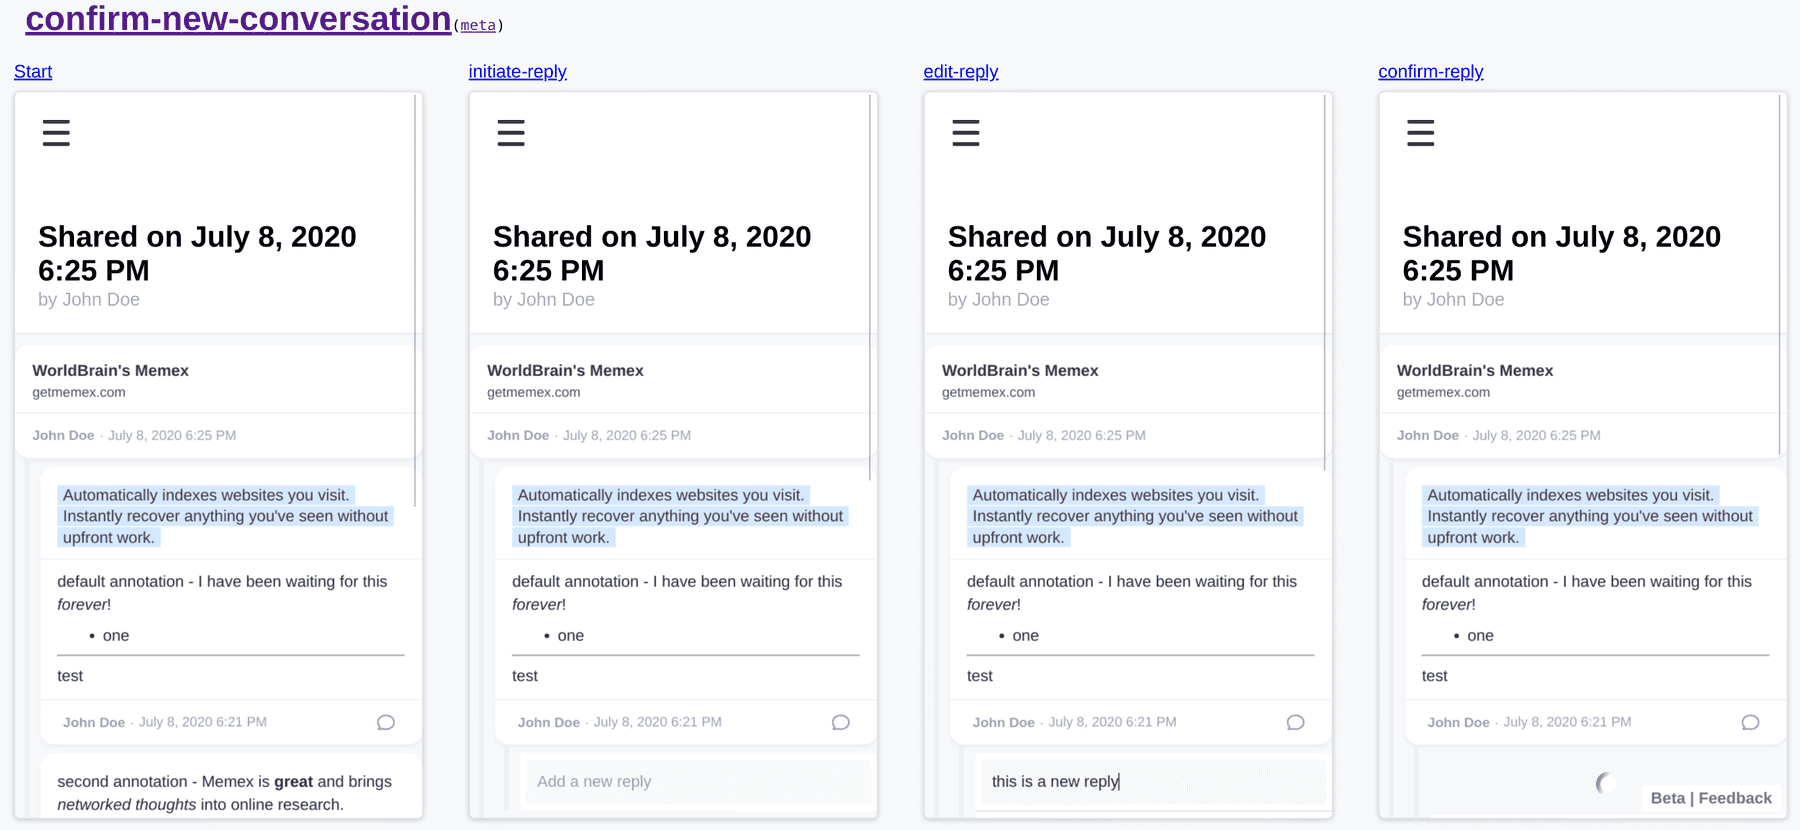 confirm-new-conversation(meta)
Start
Shared on July 8, 2020
6:25 PM
by John Doe
WorldBrain's Memex
getmemex.com
John Doe · July 8, 2020 6:25 PM
Automatically indexes websites you visit.
Instantly recover anything you've seen without
upfront work.
default annotation - I have been waiting for this
forever!
• one
test
John Doe · July 8, 2020 6:21 PM
second annotation - Memex is great and brings
networked thoughts into online research.
initiate-reply
Shared on July 8, 2020
6:25 PM
by John Doe
WorldBrain's Memex
getmemex.com
John Doe · July 8, 2020 6:25 PM
Automatically indexes websites you visit.
Instantly recover anything you've seen without
upfront work.
default annotation - I have been waiting for this
forever!
• one
test
John Doe · July 8, 2020 6:21 PM
Add a new reply
edit-reply
Shared on July 8, 2020
6:25 PM
by John Doe
WorldBrain's Memex
getmemex.com
John Doe · July 8, 2020 6:25 PM
Automatically indexes websites you visit.
Instantly recover anything you've seen without
upfront work.
default annotation - I have been waiting for this
forever!
• one
test
John Doe · July 8, 2020 6:21 PM
this is a new reply
confirm-reply
Shared on July 8, 2020
6:25 PM
by John Doe
WorldBrain's Memex
getmemex.com
John Doe · July 8, 2020 6:25 PM
Automatically indexes websites you visit.
Instantly recover anything you've seen without
upfront work.
default annotation - I have been waiting for this
forever!
• one
test
John Doe · July 8, 2020 6:21 PM
Beta | Feedback